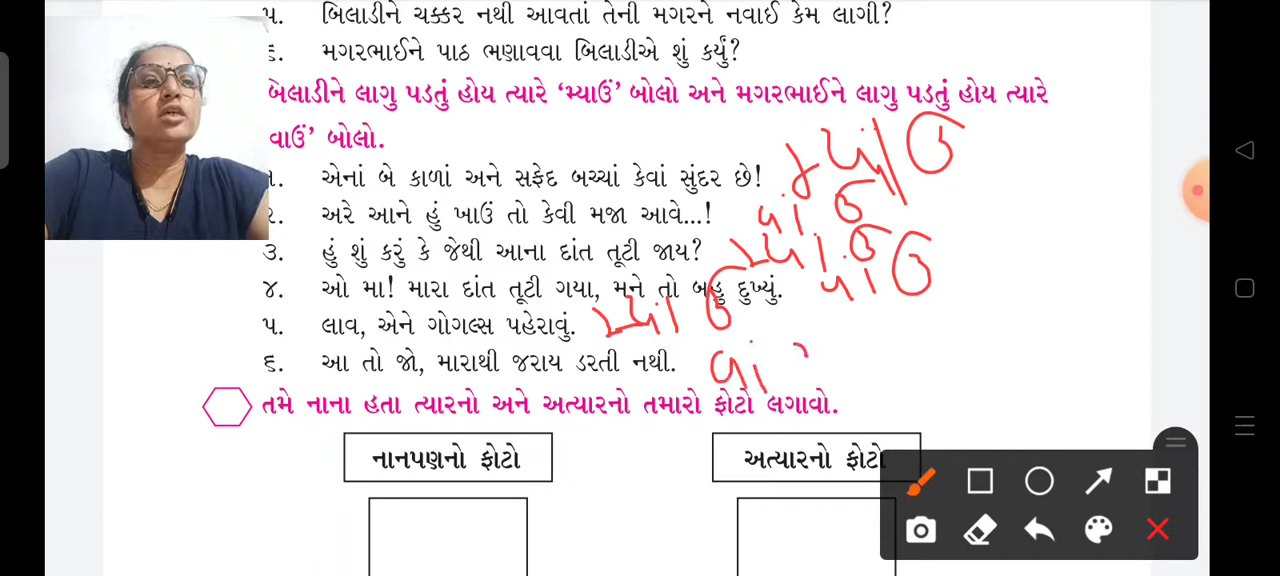 ૫. બિલાડીને ચક્કર નથી આવતાં તેની મગરને નવાઈ કેમ લાગી?
૬. મગરભાઈને પાઠ ભણાવવા બિલાડીએ શું કર્યું?
બિલાડીને લાગુ પડતું હોય ત્યારે ‘મ્યાઉં’ બોલો અને મગરભાઈને લાગુ પડતું હોય ત્યારે
વાઉં’ બોલો.
૧. એનાં બે કાળાં અને સફેદ બચ્ચાં કેવાં સુંદર છે! મ્યાંઉ
૨. અરે આને હું ખાઉં તો કેવી મજા આવે...! વાંઉ
૩. હું શું કરું કે જેથી આના દાંત તૂટી જાય? મ્યાંઉ
૪. ઓ મા! મારા દાંત તૂટી ગયા, મને તો બહુ દુખ્યું. વાંઉ
૫. લાવ, એને ગોગલ્સ પહેરાવું. મ્યાંઉ
૬. આ તો જો, મારાથી જરાય ડરતી નથી. વાં
તમે નાના હતા ત્યારનો અને અત્યારનો તમારો ફોટો લગાવો.
નાનપણનો ફોટો અત્યારનો ફોટો